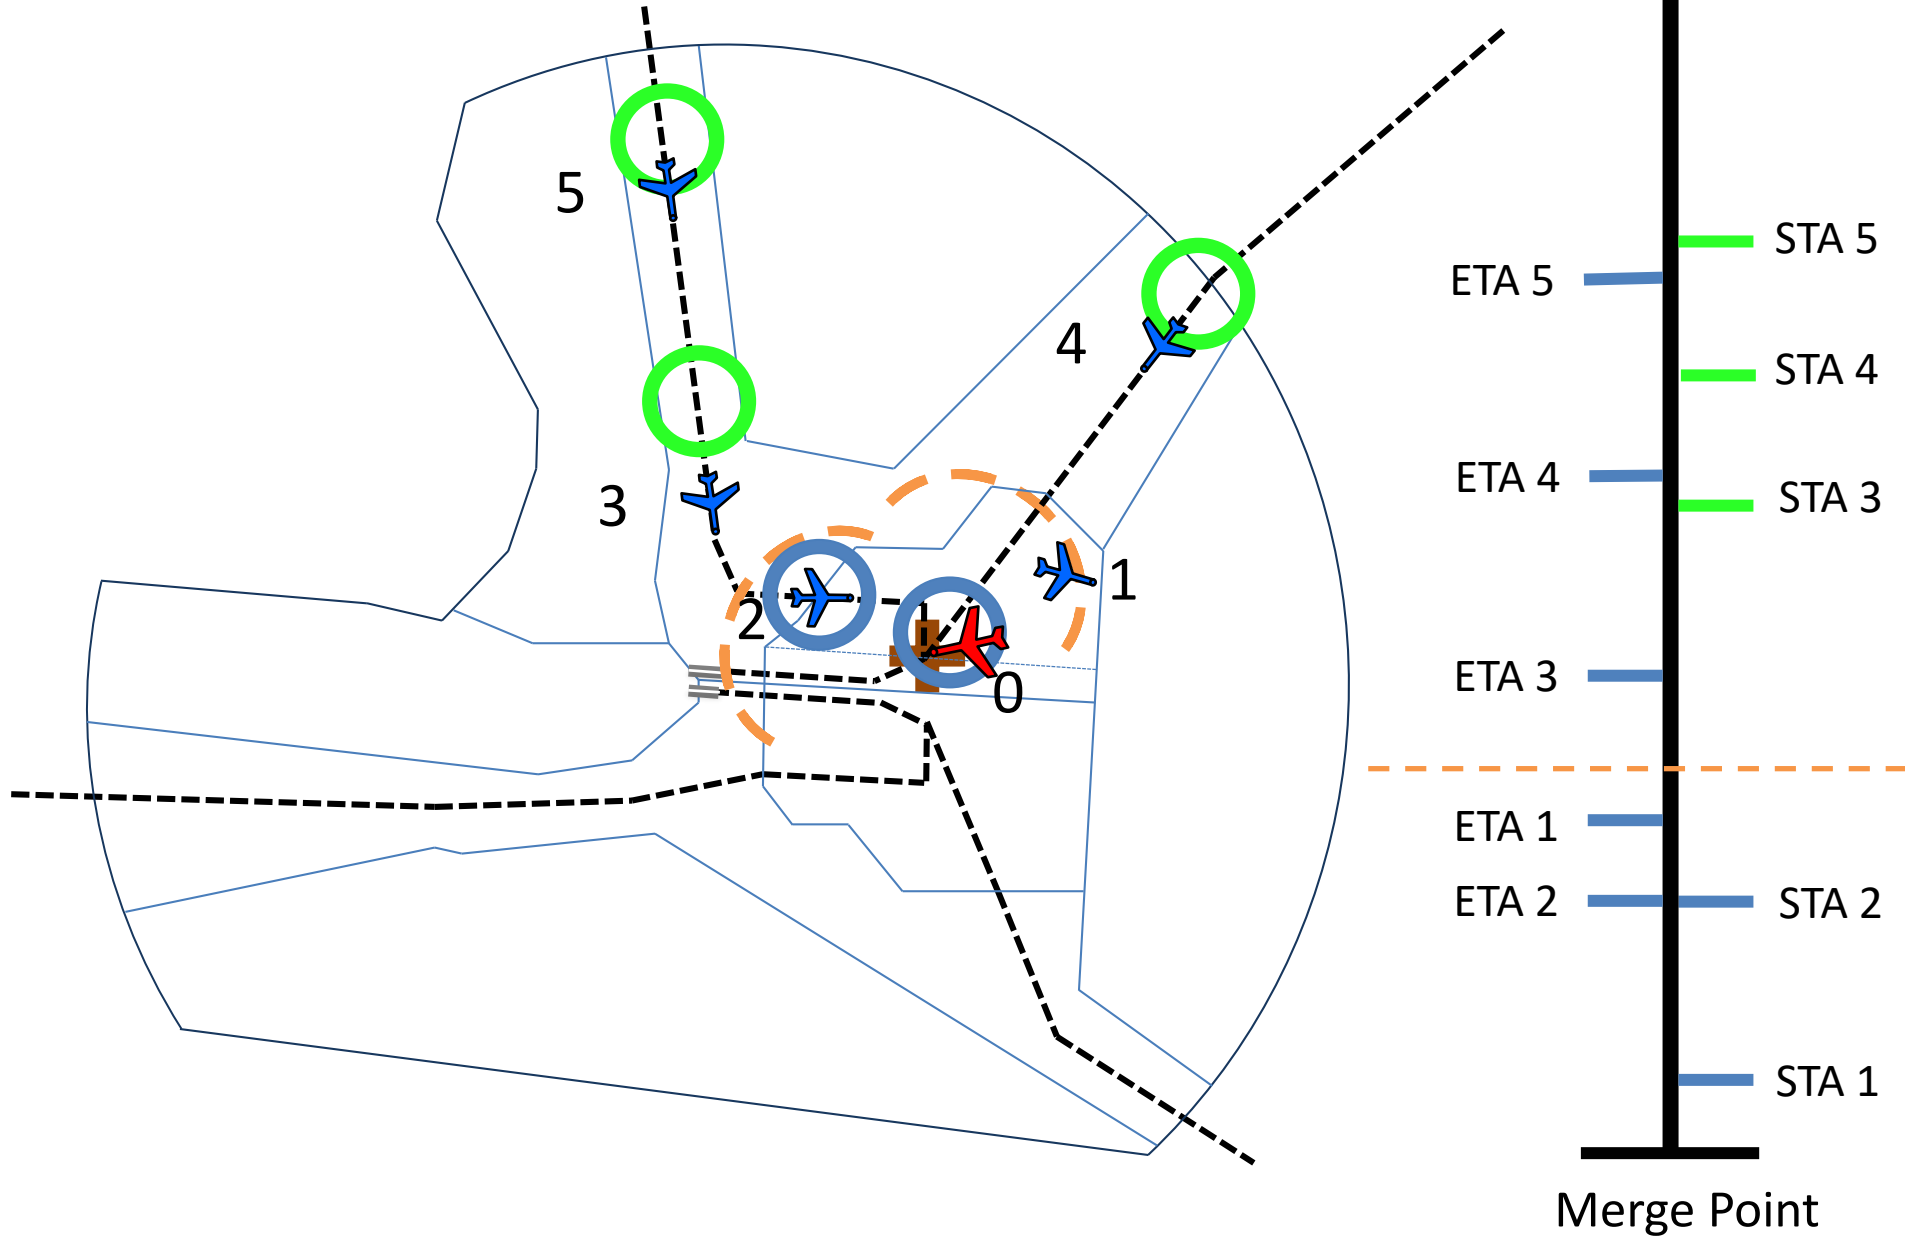 5
4
3
1
2
0
STA 5
ETA 5
STA 4
ETA 4
STA 3
ETA 3
ETA 1
ETA 2
STA 2
STA 1
Merge Point